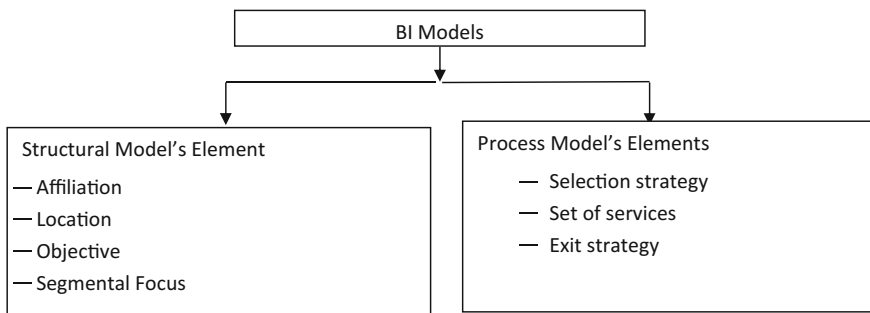 BI Models
Structural Model's Element
— Affiliation
— Location
— Objective
— Segmental Focus
Process Model's Elements
— Selection strategy
— Set of services
— Exit strategy